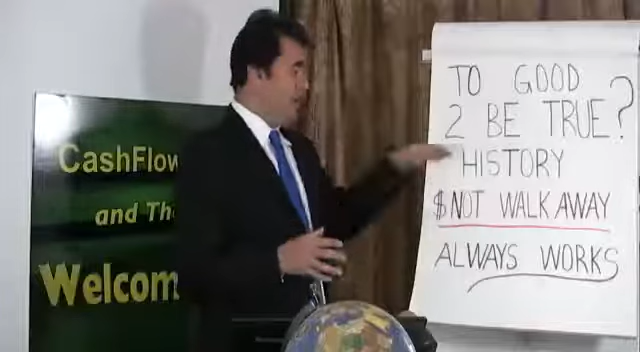 CashFlow
and Th
Welcom
TO GOOD
2 BE TRUE?
HISTORY
$NOT WALK AWAY
ALWAYS WORKS